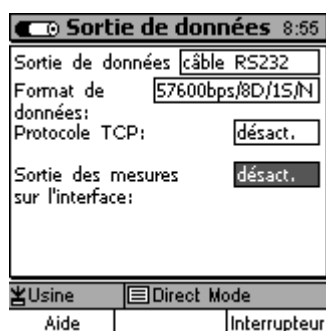 Sortie de données 8:55
Sortie de données câble RS232
Format de données: 57600bps/8D/1S/N
Protocole TCP: désact.
Sortie des mesures sur l'interface: désact.
Usine Direct Mode
Aide Interrupteur